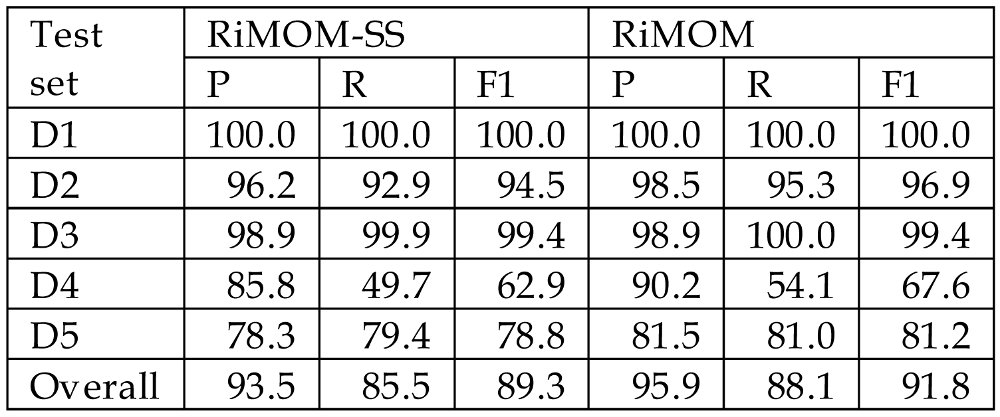 Test set RiMOM-SS RiMOM
P R F1 P R F1
D1 100.0 100.0 100.0 100.0 100.0 100.0
D2 96.2 92.9 94.5 98.5 95.3 96.9
D3 98.9 99.9 99.4 98.9 100.0 99.4
D4 85.8 49.7 62.9 90.2 54.1 67.6
D5 78.3 79.4 78.8 81.5 81.0 81.2
Overall 93.5 85.5 89.3 95.9 88.1 91.8